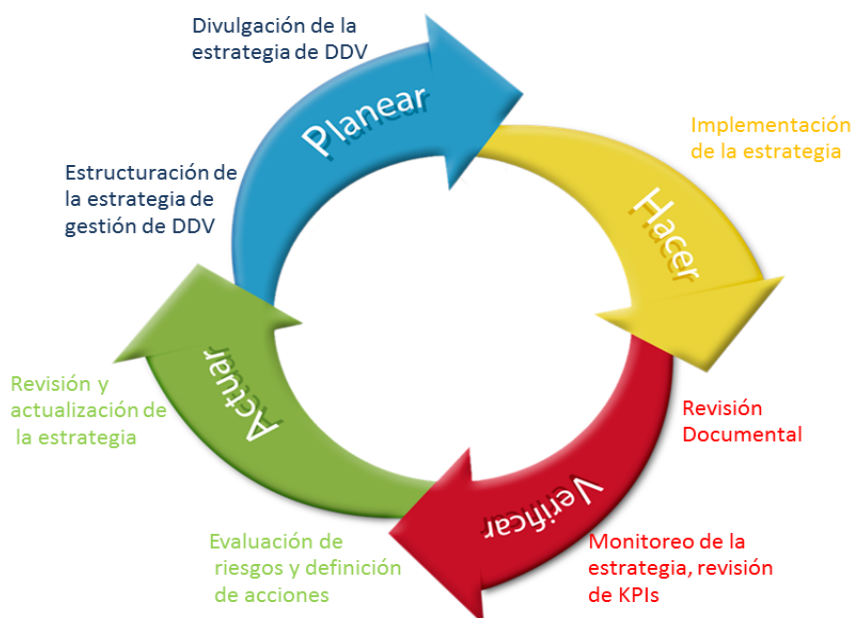 Divulgación de la
estrategia de DDV
Planear
Estructuración de
la estrategia de
gestión de DDV
Implementación
de la estrategia
Hacer
Revisión
Documental
Verificar
Monitoreo de la
estrategia, revisión
de KPIs
Evaluación de
riesgos y definición
de acciones
Actuar
Revisión y
actualización de
la estrategia